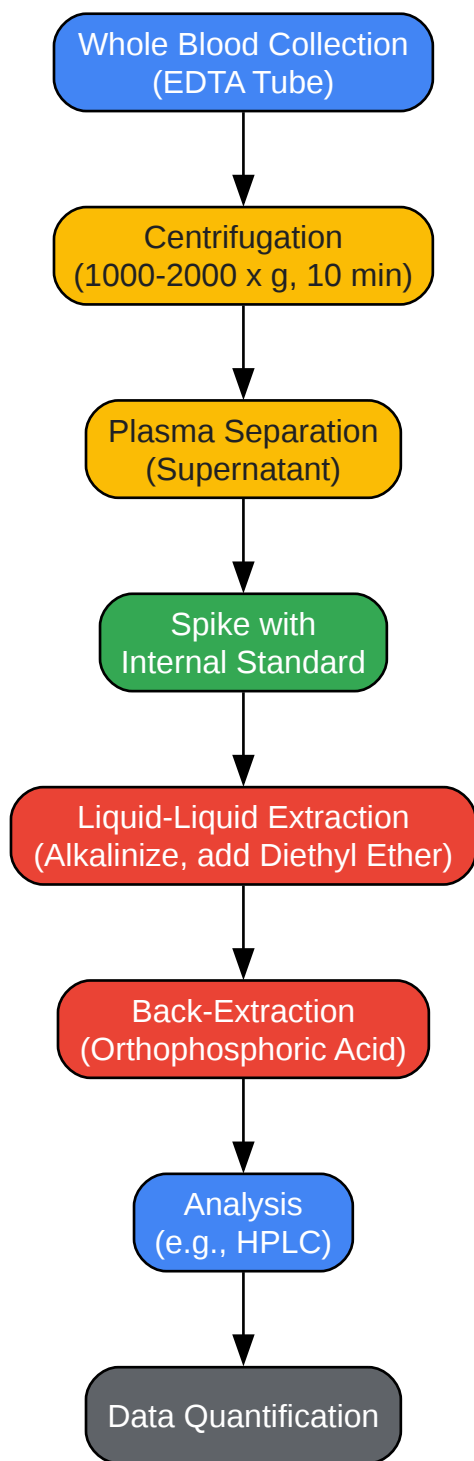 Whole Blood Collection
(EDTA Tube)
Centrifugation
(1000-2000 x g, 10 min)
Plasma Separation
(Supernatant)
Spike with
Internal Standard
Liquid-Liquid Extraction
(Alkalinize, add Diethyl Ether)
Back-Extraction
(Orthophosphoric Acid)
Analysis
(e.g., HPLC)
Data Quantification